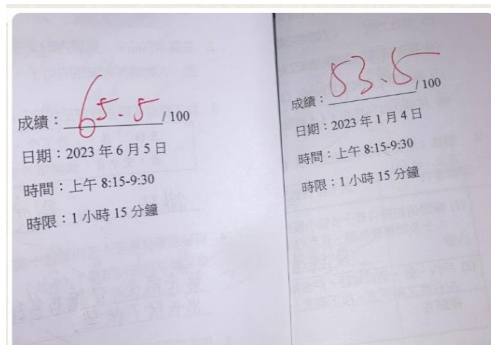 成績：65.5/100
日期：2023 年 6 月 5 日
時間：上午 8:15-9:30
時限：1 小時 15 分鐘
成績：53.5/100
日期：2023 年 1 月 4 日
時間：上午 8:15-9:30
時限：1 小時 15 分鐘